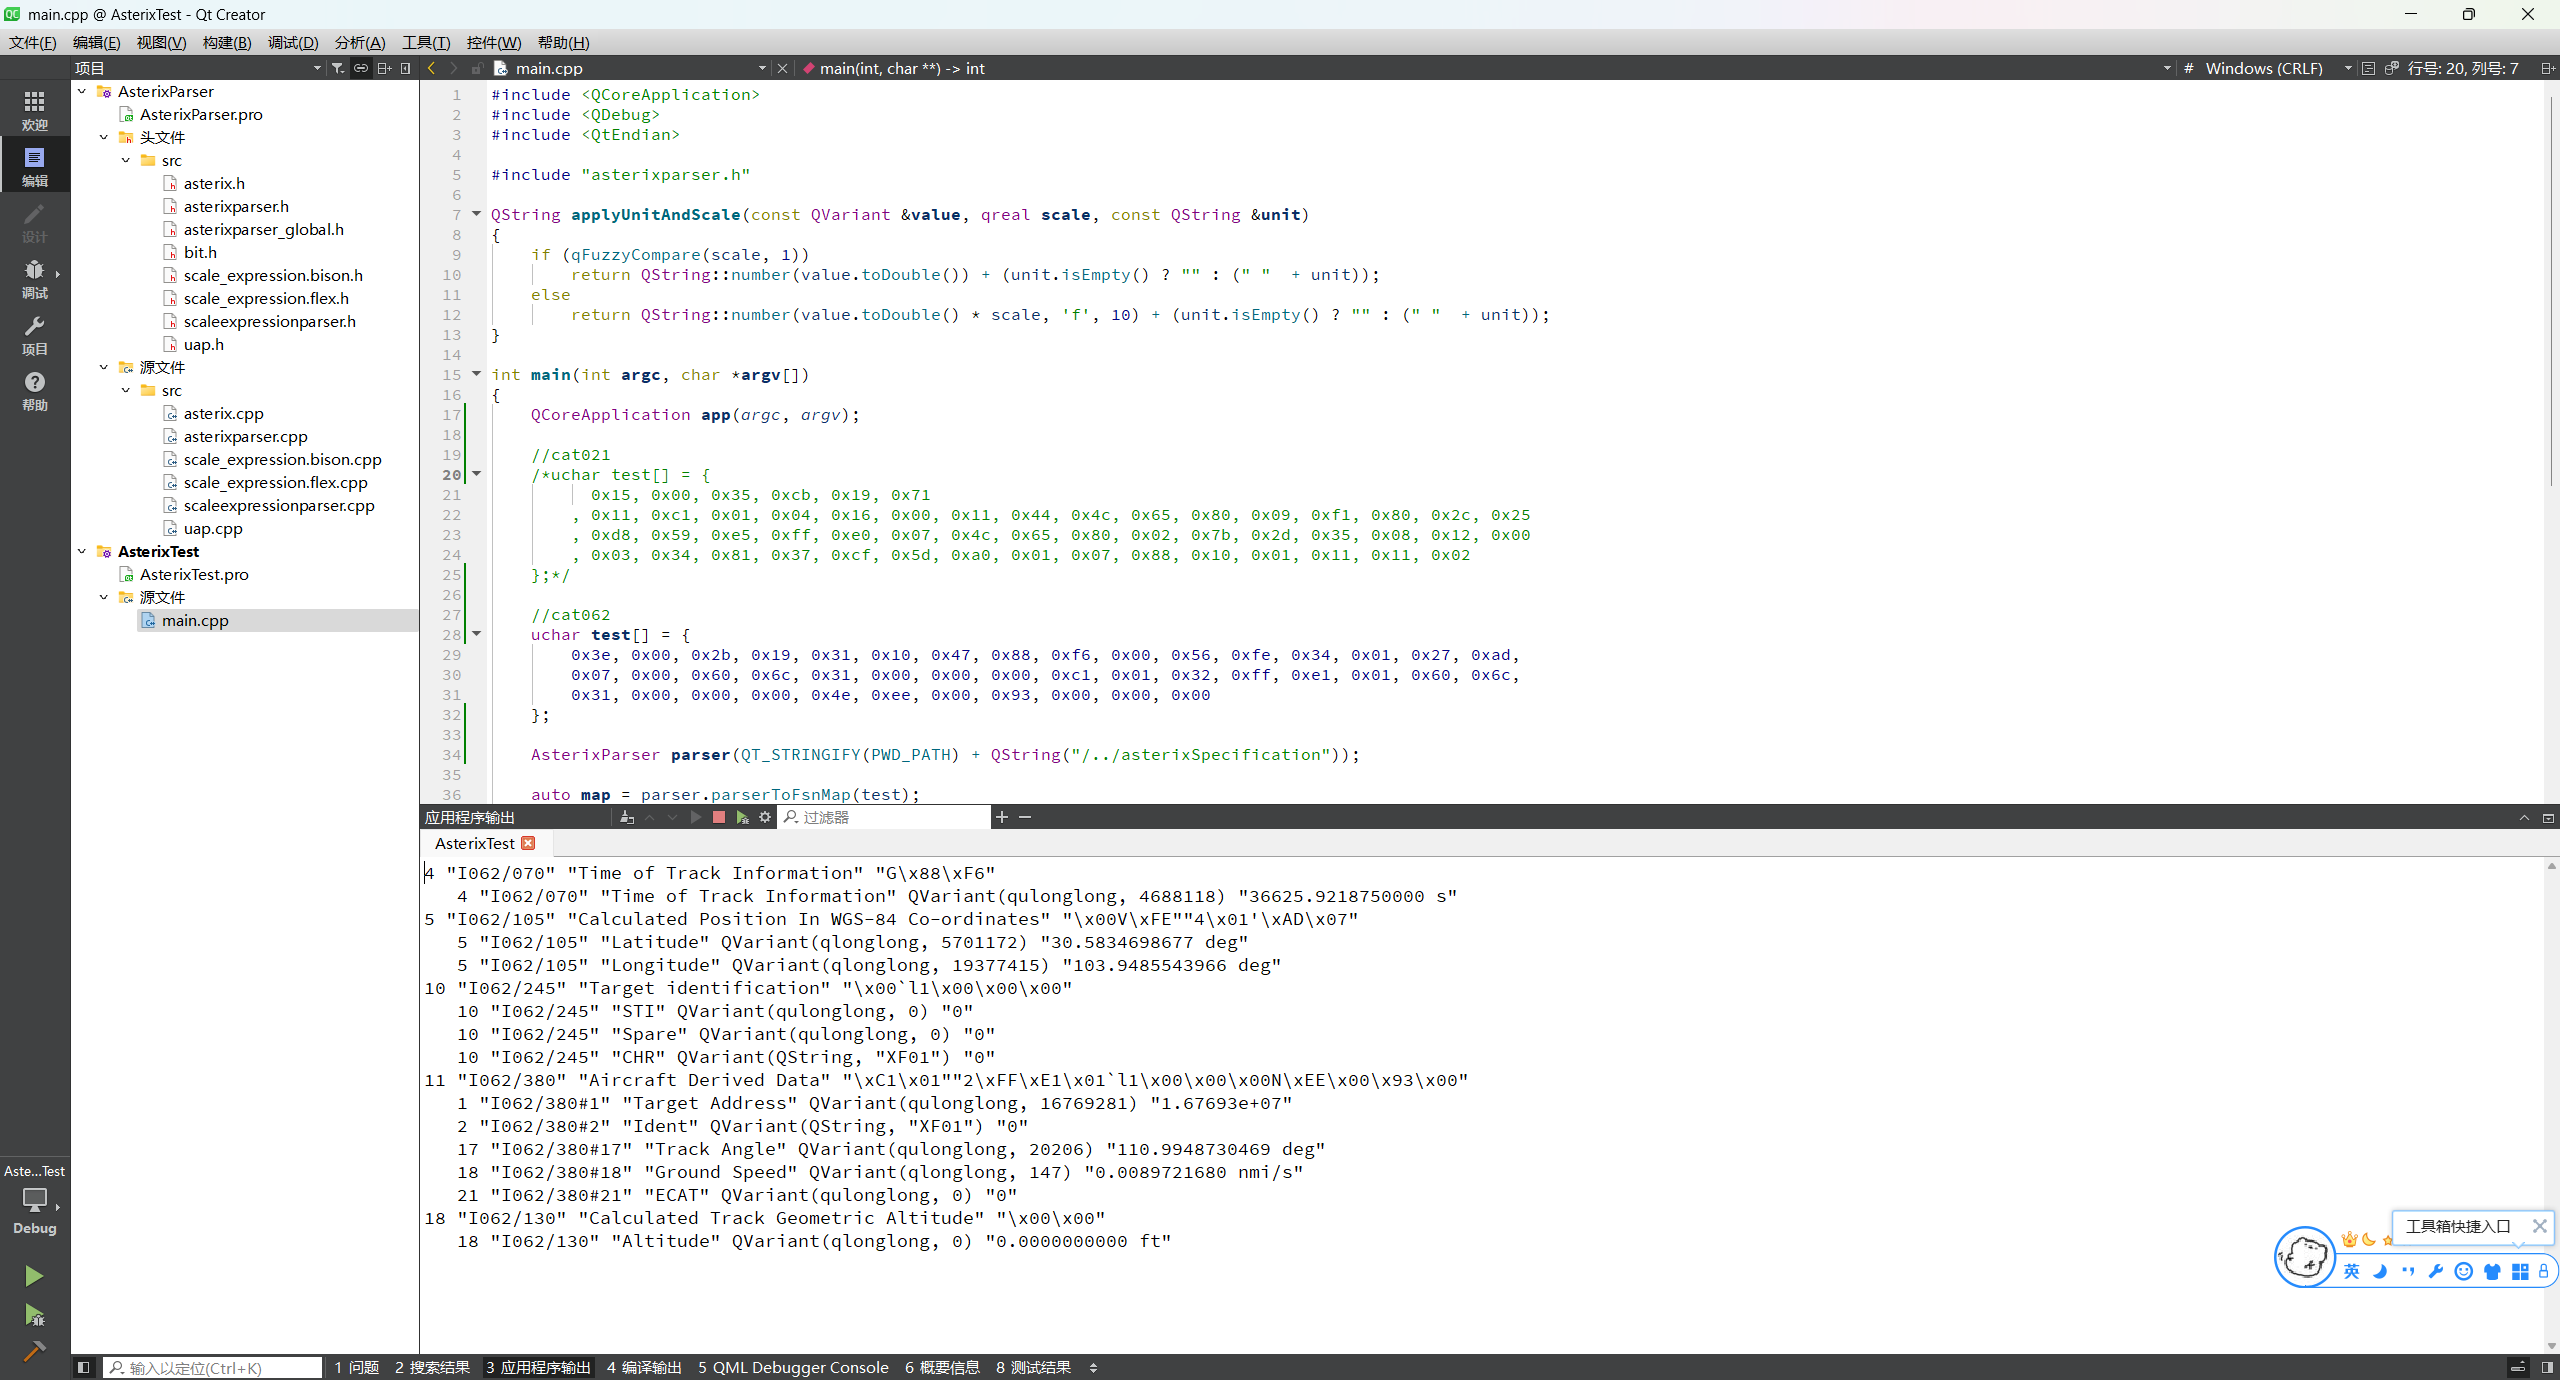 main.cpp @ AsterixTest - Qt Creator
文件(F) 编辑(E) 视图(V) 构建(B) 调试(D) 分析(A) 工具(T) 控件(W) 帮助(H)
项目
main.cpp
main(int, char **) -> int
# Windows (CRLF)
行号: 20, 列号: 7
欢迎
编辑
设计
调试
项目
帮助
AsterixParser
AsterixParser.pro
头文件
src
asterix.h
asterixparser.h
asterixparser_global.h
bit.h
scale_expression.bison.h
scale_expression.flex.h
scaleexpressionparser.h
uap.h
源文件
src
asterix.cpp
asterixparser.cpp
scale_expression.bison.cpp
scale_expression.flex.cpp
scaleexpressionparser.cpp
uap.cpp
AsterixTest
AsterixTest.pro
源文件
main.cpp
1 #include <QCoreApplication>
2 #include <QDebug>
3 #include <QtEndian>
4
5 #include "asterixparser.h"
6
7 QString applyUnitAndScale(const QVariant &value, qreal scale, const QString &unit)
8 {
9 if (qFuzzyCompare(scale, 1))
10 return QString::number(value.toDouble()) + (unit.isEmpty() ? "" : (" " + unit));
11 else
12 return QString::number(value.toDouble() * scale, 'f', 10) + (unit.isEmpty() ? "" : (" " + unit));
13 }
14
15 int main(int argc, char *argv[])
16 {
17 QCoreApplication app(argc, argv);
18
19 //cat021
20 /*uchar test[] = {
21 0x15, 0x00, 0x35, 0xcb, 0x19, 0x71
22 , 0x11, 0xc1, 0x01, 0x04, 0x16, 0x00, 0x11, 0x44, 0x4c, 0x65, 0x80, 0x09, 0xf1, 0x80, 0x2c, 0x25
23 , 0xd8, 0x59, 0xe5, 0xff, 0xe0, 0x07, 0x4c, 0x65, 0x80, 0x02, 0x7b, 0x2d, 0x35, 0x08, 0x12, 0x00
24 , 0x03, 0x34, 0x81, 0x37, 0xcf, 0x5d, 0xa0, 0x01, 0x07, 0x88, 0x10, 0x01, 0x11, 0x11, 0x02
25 };*/
26
27 //cat062
28 uchar test[] = {
29 0x3e, 0x00, 0x2b, 0x19, 0x31, 0x10, 0x47, 0x88, 0xf6, 0x00, 0x56, 0xfe, 0x34, 0x01, 0x27, 0xad,
30 0x07, 0x00, 0x60, 0x6c, 0x31, 0x00, 0x00, 0x00, 0xc1, 0x01, 0x32, 0xff, 0xe1, 0x01, 0x60, 0x6c,
31 0x31, 0x00, 0x00, 0x00, 0x4e, 0xee, 0x00, 0x93, 0x00, 0x00, 0x00
32 };
33
34 AsterixParser parser(QT_STRINGIFY(PWD_PATH) + QString("/../asterixSpecification"));
35
36 auto map = parser.parserToFsnMap(test);
应用程序输出
过滤器
AsterixTest
4 "I062/070" "Time of Track Information" "G\x88\xF6"
4 "I062/070" "Time of Track Information" QVariant(qulonglong, 4688118) "36625.9218750000 s"
5 "I062/105" "Calculated Position In WGS-84 Co-ordinates" "\x00V\xFE""4\x01'\xAD\x07"
5 "I062/105" "Latitude" QVariant(qlonglong, 5701172) "30.5834698677 deg"
5 "I062/105" "Longitude" QVariant(qlonglong, 19377415) "103.9485543966 deg"
10 "I062/245" "Target identification" "\x00`l1\x00\x00\x00"
10 "I062/245" "STI" QVariant(qulonglong, 0) "0"
10 "I062/245" "Spare" QVariant(qulonglong, 0) "0"
10 "I062/245" "CHR" QVariant(QString, "XF01") "0"
11 "I062/380" "Aircraft Derived Data" "\xC1\x01""2\xFF\xE1\x01`l1\x00\x00\x00N\xEE\x00\x93\x00"
1 "I062/380#1" "Target Address" QVariant(qulonglong, 16769281) "1.67693e+07"
2 "I062/380#2" "Ident" QVariant(QString, "XF01") "0"
17 "I062/380#17" "Track Angle" QVariant(qulonglong, 20206) "110.9948730469 deg"
18 "I062/380#18" "Ground Speed" QVariant(qlonglong, 147) "0.0089721680 nmi/s"
21 "I062/380#21" "ECAT" QVariant(qulonglong, 0) "0"
18 "I062/130" "Calculated Track Geometric Altitude" "\x00\x00"
18 "I062/130" "Altitude" QVariant(qlonglong, 0) "0.0000000000 ft"
Aste...Test
Debug
工具箱快捷入口
英
输入以定位(Ctrl+K)
1 问题 2 搜索结果 3 应用程序输出 4 编译输出 5 QML Debugger Console 6 概要信息 8 测试结果